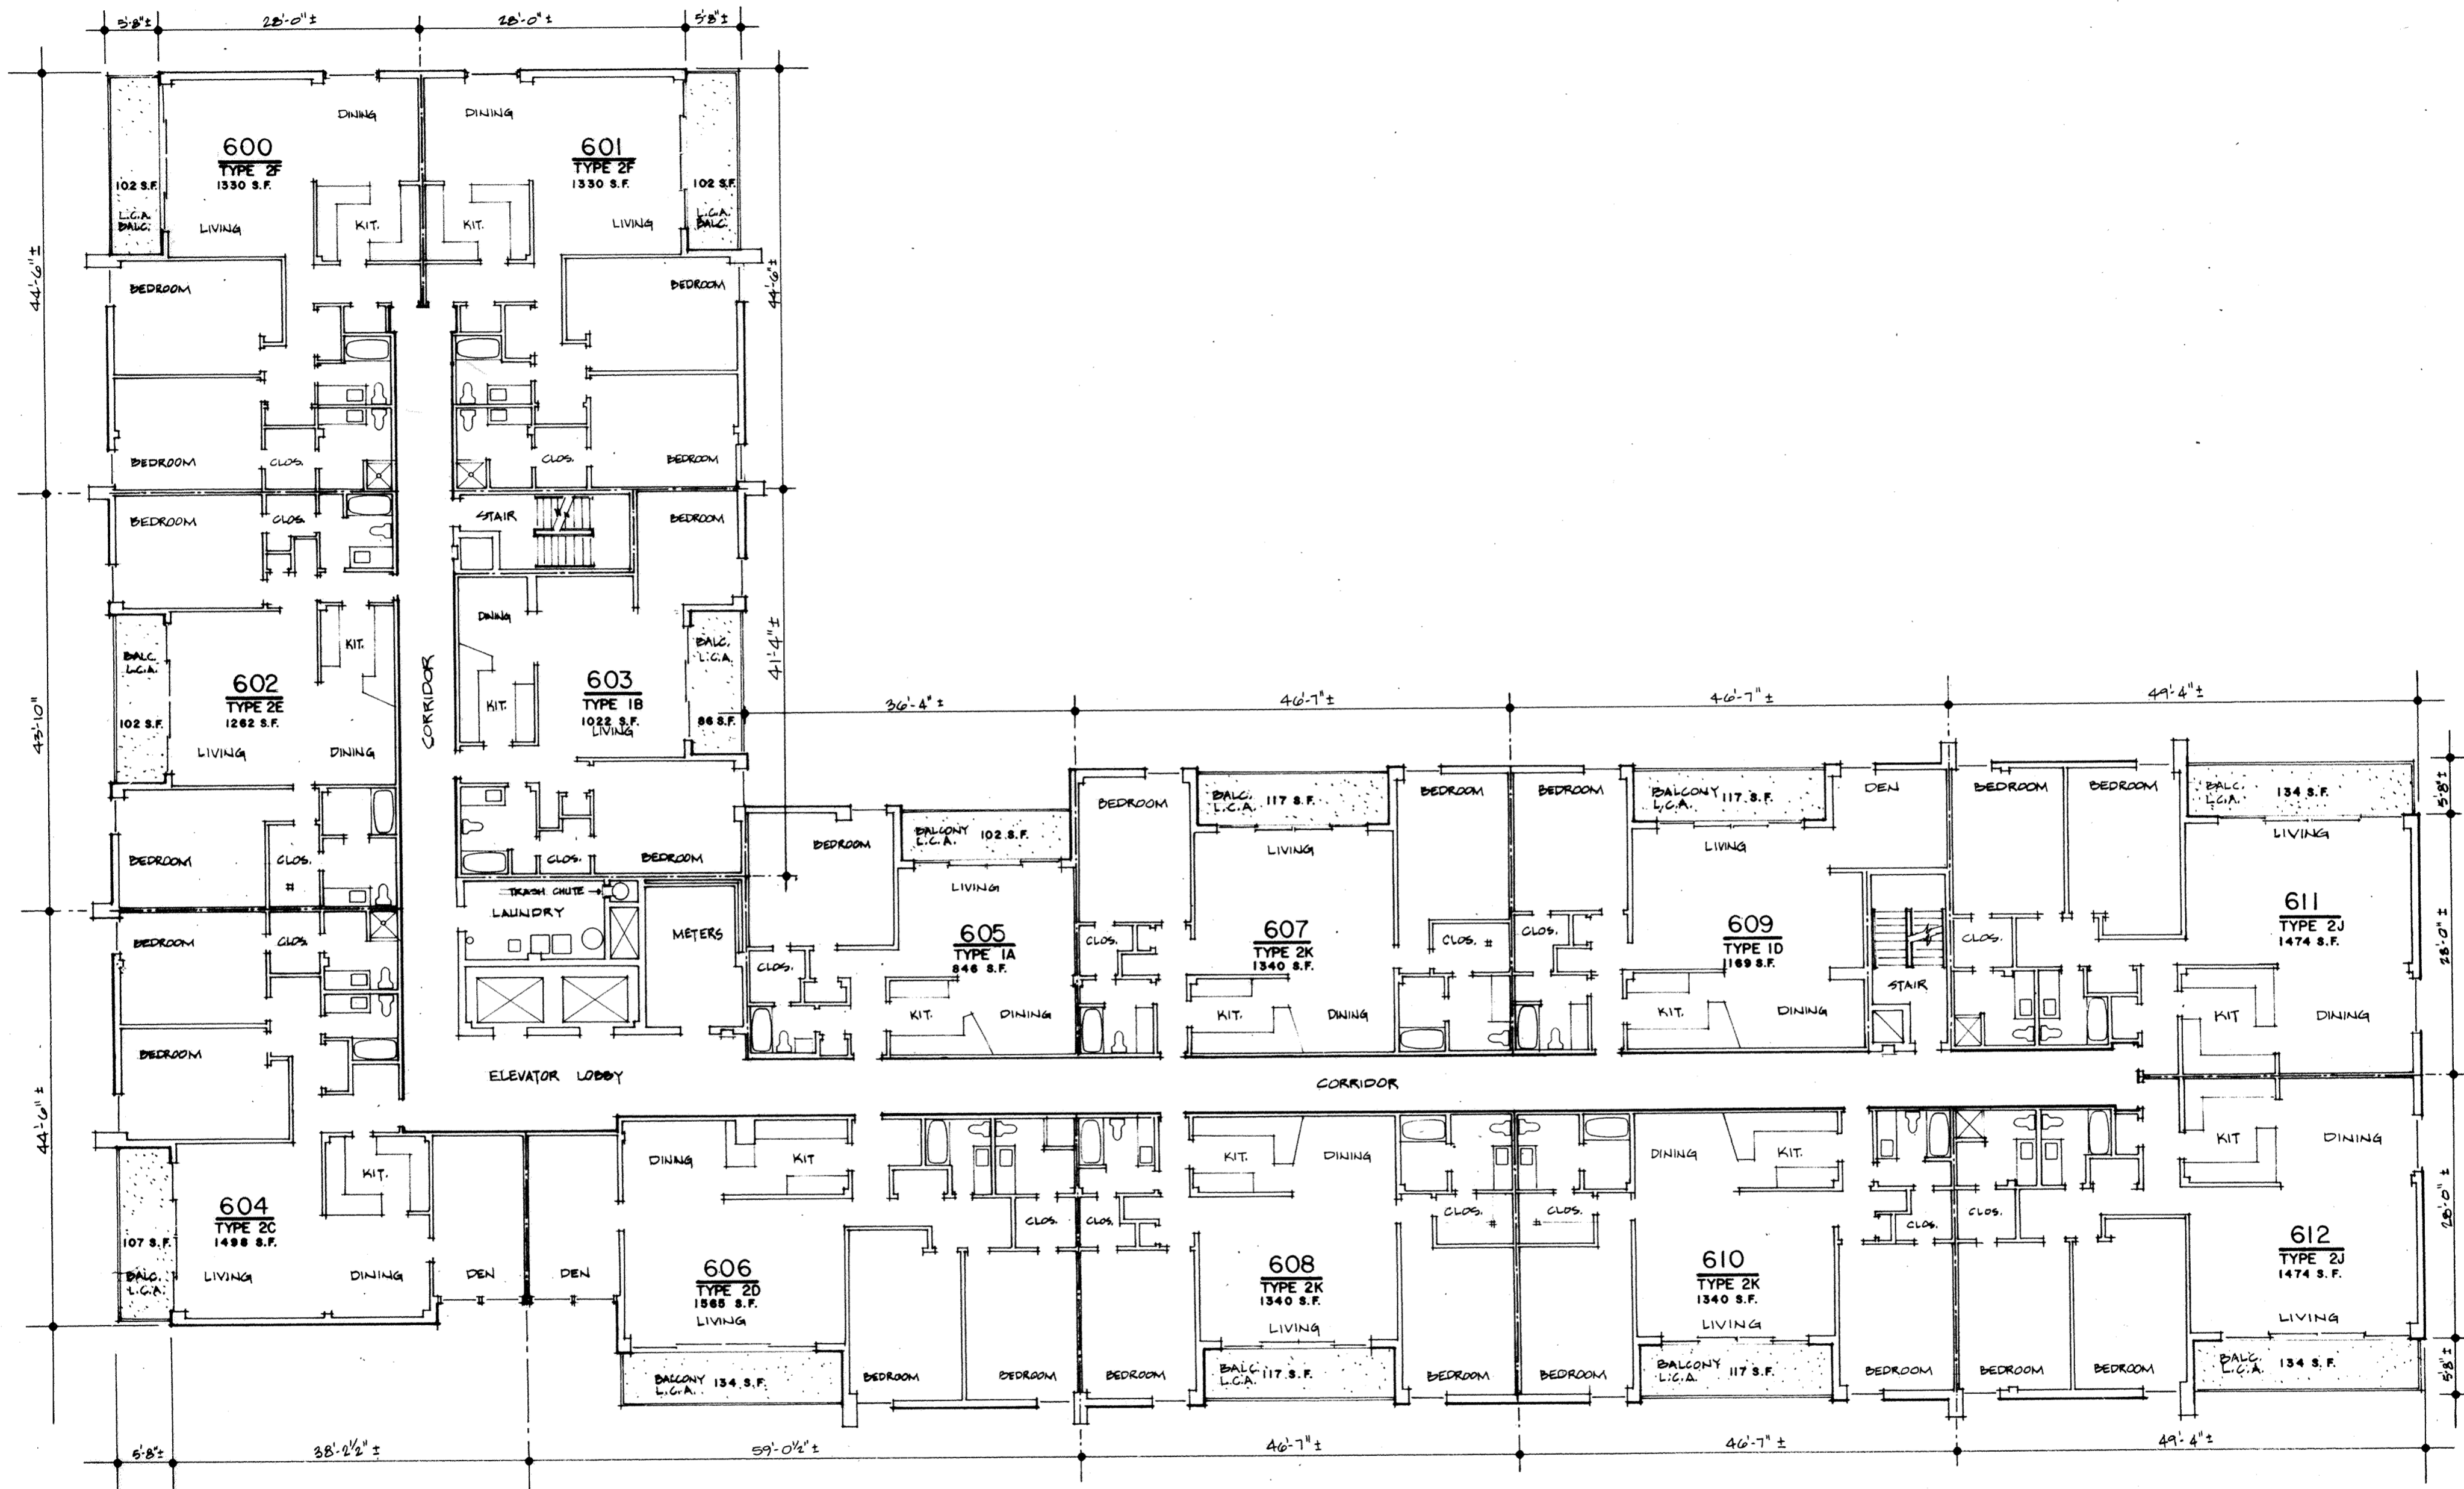 5'-8"±
28'-0"±
28'-0"±
5'-8"±
44'-6"±
43'-10"
44'-6"±
44'-6"±
41'-4"±
DINING
600
TYPE 2F
1330 S.F.
102 S.F.
L.C.A.
BALC.
LIVING
KIT.
BEDROOM
BEDROOM
CLOS.
DINING
601
TYPE 2F
1330 S.F.
102 S.F.
L.C.A.
BALC.
LIVING
KIT.
BEDROOM
BEDROOM
CLOS.
BEDROOM
CLOS.
KIT.
BALC.
L.C.A.
602
TYPE 2E
1262 S.F.
102 S.F.
LIVING
DINING
BEDROOM
CLOS.
#
CORRIDOR
STAIR
BEDROOM
DINING
BALC.
L.C.A.
603
TYPE 1B
1022 S.F.
LIVING
86 S.F.
KIT.
CLOS.
BEDROOM
TRASH CHUTE
LAUNDRY
METERS
ELEVATOR LOBBY
BEDROOM
CLOS.
BEDROOM
KIT.
604
TYPE 2C
1498 S.F.
107 S.F.
BALC.
L.C.A.
LIVING
DINING
DEN
36'-4"±
46'-7"±
46'-7"±
49'-4"±
BEDROOM
BALCONY 102 S.F.
L.C.A.
LIVING
605
TYPE 1A
846 S.F.
CLOS.
KIT.
DINING
BEDROOM
BALC. 117 S.F.
L.C.A.
BEDROOM
LIVING
607
TYPE 2K
1340 S.F.
CLOS.
CLOS. #
KIT.
DINING
BEDROOM
BALCONY 117 S.F.
L.C.A.
DEN
LIVING
609
TYPE 1D
1169 S.F.
CLOS.
KIT.
DINING
STAIR
BEDROOM
BEDROOM
BALC. 134 S.F.
L.C.A.
LIVING
611
TYPE 2J
1474 S.F.
CLOS.
KIT
DINING
5'-8"±
28'-0"±
CORRIDOR
DEN
DINING
KIT
606
TYPE 2D
1565 S.F.
LIVING
BALCONY 134 S.F.
L.C.A.
CLOS.
BEDROOM
BEDROOM
KIT.
DINING
CLOS.
CLOS.
#
608
TYPE 2K
1340 S.F.
LIVING
BEDROOM
BALC. 117 S.F.
L.C.A.
BEDROOM
DINING
KIT.
CLOS.
#
CLOS.
610
TYPE 2K
1340 S.F.
LIVING
BEDROOM
BALCONY 117 S.F.
L.C.A.
BEDROOM
KIT
DINING
CLOS.
612
TYPE 2J
1474 S.F.
LIVING
BEDROOM
BEDROOM
BALC. 134 S.F.
L.C.A.
28'-0"±
5'-8"±
5'-8"±
38'-2 1/2"±
59'-0 1/2"±
46'-7"±
46'-7"±
49'-4"±